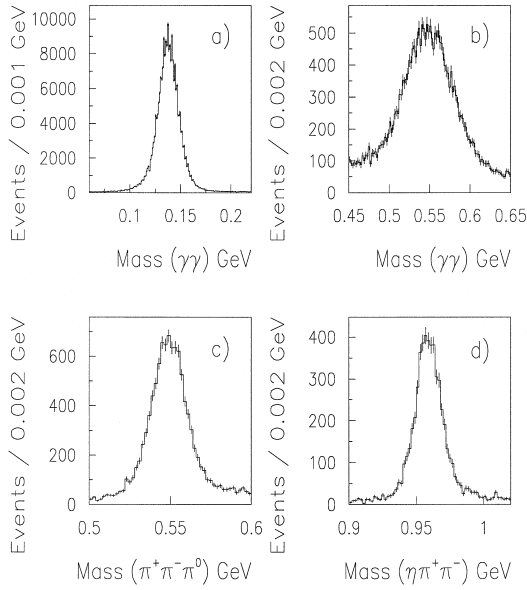 a)
Events / 0.001 GeV
10000
8000
6000
4000
2000
0
0.1
0.15
0.2
Mass (γγ) GeV
b)
Events / 0.002 GeV
500
400
300
200
100
0
0.45
0.5
0.55
0.6
0.65
Mass (γγ) GeV
c)
Events / 0.002 GeV
600
400
200
0
0.5
0.55
0.6
Mass (π⁺π⁻π⁰) GeV
d)
Events / 0.002 GeV
400
300
200
100
0
0.9
0.95
1
Mass (ηπ⁺π⁻) GeV